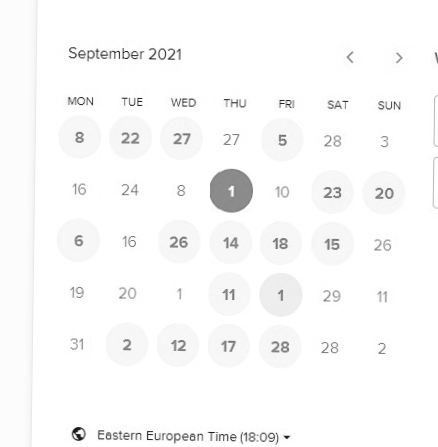 September 2021 < >
MON TUE WED THU FRI SAT SUN
8 22 27 27 5 28 3
16 24 8 1 10 23 20
6 16 26 14 18 15 26
19 20 1 11 1 29 11
31 2 12 17 28 28 2
Eastern European Time (18:09)